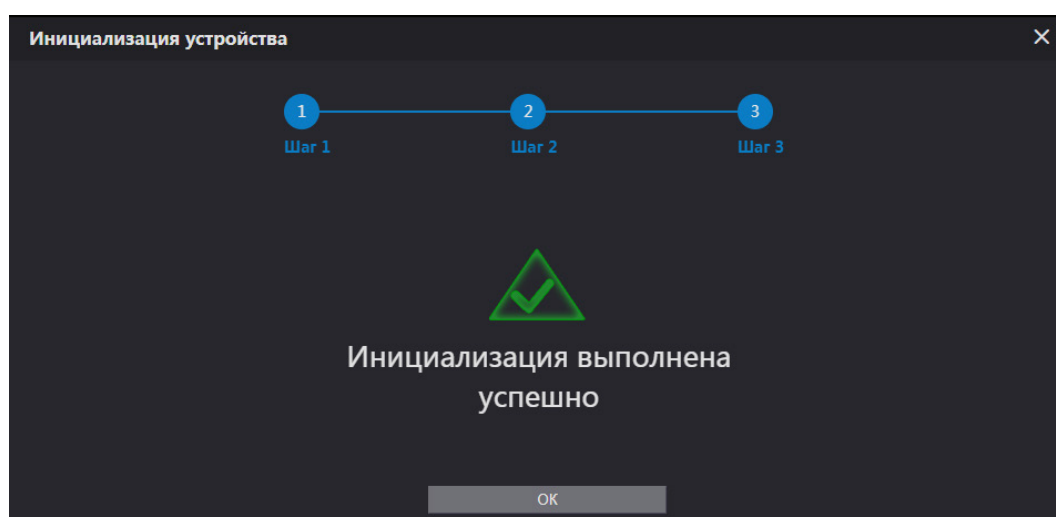 Инициализация устройства
1
2
3
Шаг 1
Шаг 2
Шаг 3
Инициализация выполнена
успешно
OK